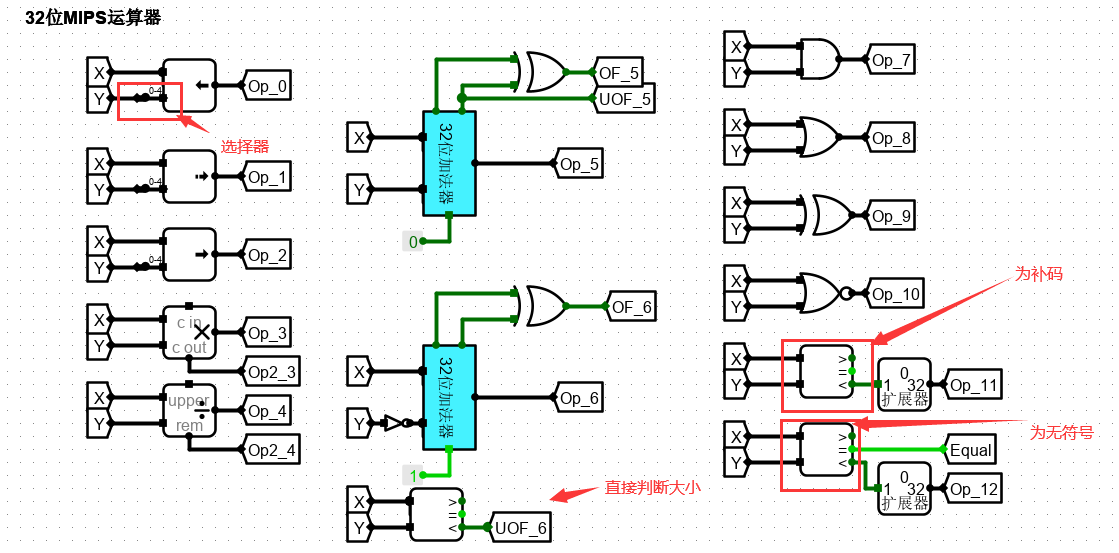 32位MIPS运算器
X
Y
0-4
Op_0
选择器
X
Y
0-4
Op_1
X
Y
0-4
Op_2
X
Y
c in
c out
Op_3
Op2_3
X
Y
upper
rem
Op_4
Op2_4
OF_5
UOF_5
X
Y
32位加法器
Op_5
0
OF_6
X
Y
32位加法器
Op_6
1
X
Y
>
=
<
UOF_6
直接判断大小
X
Y
Op_7
X
Y
Op_8
X
Y
Op_9
X
Y
Op_10
为补码
X
Y
>
=
<
0
1 32
扩展器
Op_11
为无符号
X
Y
>
=
<
Equal
0
1 32
扩展器
Op_12